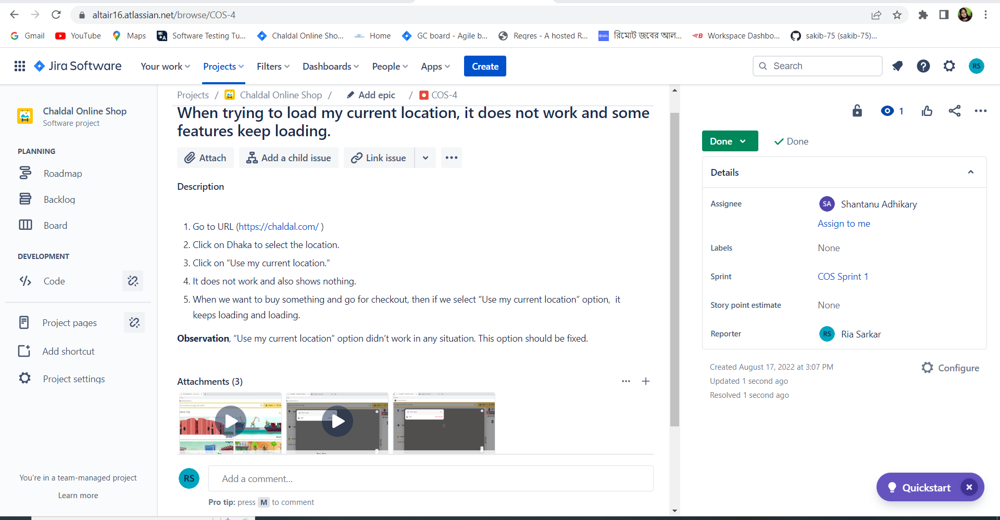 altair16.atlassian.net/browse/COS-4
Gmail YouTube Maps Software Testing Tu... Chaldal Online Sho... Home GC board - Agile b... Reqres - A hosted R... রিমোট জবের আল... Workspace Dashbo... sakib-75 (sakib-75)...
Jira Software Your work Projects Filters Dashboards People Apps Create Search RS
Chaldal Online Shop
Software project
PLANNING
Roadmap
Backlog
Board
DEVELOPMENT
Code
Project pages
Add shortcut
Project settings
You're in a team-managed project
Learn more
Projects / Chaldal Online Shop / Add epic / COS-4
When trying to load my current location, it does not work and some
features keep loading.
Attach Add a child issue Link issue
Description
1. Go to URL (https://chaldal.com/ )
2. Click on Dhaka to select the location.
3. Click on “Use my current location.”
4. It does not work and also shows nothing.
5. When we want to buy something and go for checkout, then if we select “Use my current location” option, it
keeps loading and loading.
Observation, “Use my current location” option didn’t work in any situation. This option should be fixed.
Attachments (3)
RS Add a comment...
Pro tip: press M to comment
1
Done Done
Details
Assignee SA Shantanu Adhikary
Assign to me
Labels None
Sprint COS Sprint 1
Story point estimate None
Reporter RS Ria Sarkar
Created August 17, 2022 at 3:07 PM
Configure
Updated 1 second ago
Resolved 1 second ago
Quickstart